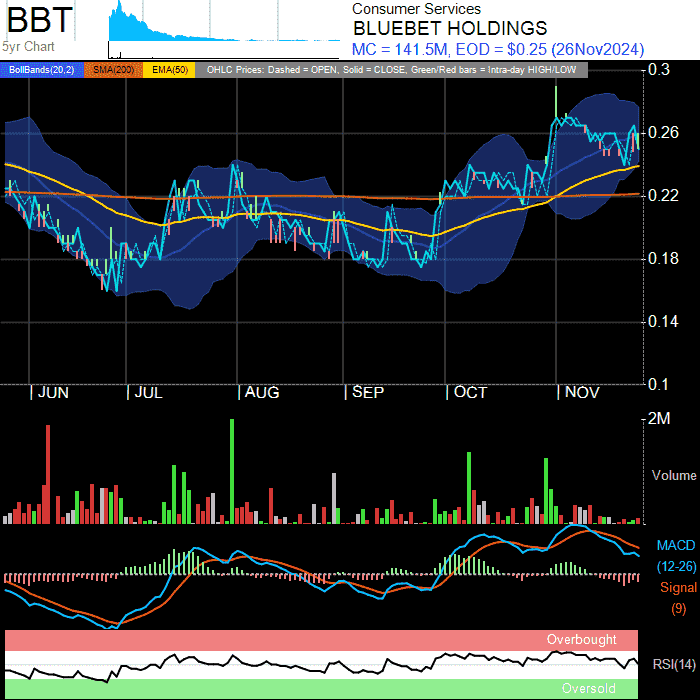 BBT
5yr Chart
Consumer Services
BLUEBET HOLDINGS
MC = 141.5M, EOD = $0.25 (26Nov2024)
BollBands(20,2) SMA(200) EMA(50) OHLC Prices: Dashed = OPEN, Solid = CLOSE, Green/Red bars = Intra-day HIGH/LOW
0.3
0.26
0.22
0.18
0.14
0.1
JUN JUL AUG SEP OCT NOV
2M
Volume
MACD
(12-26)
Signal
(9)
Overbought
RSI(14)
Oversold